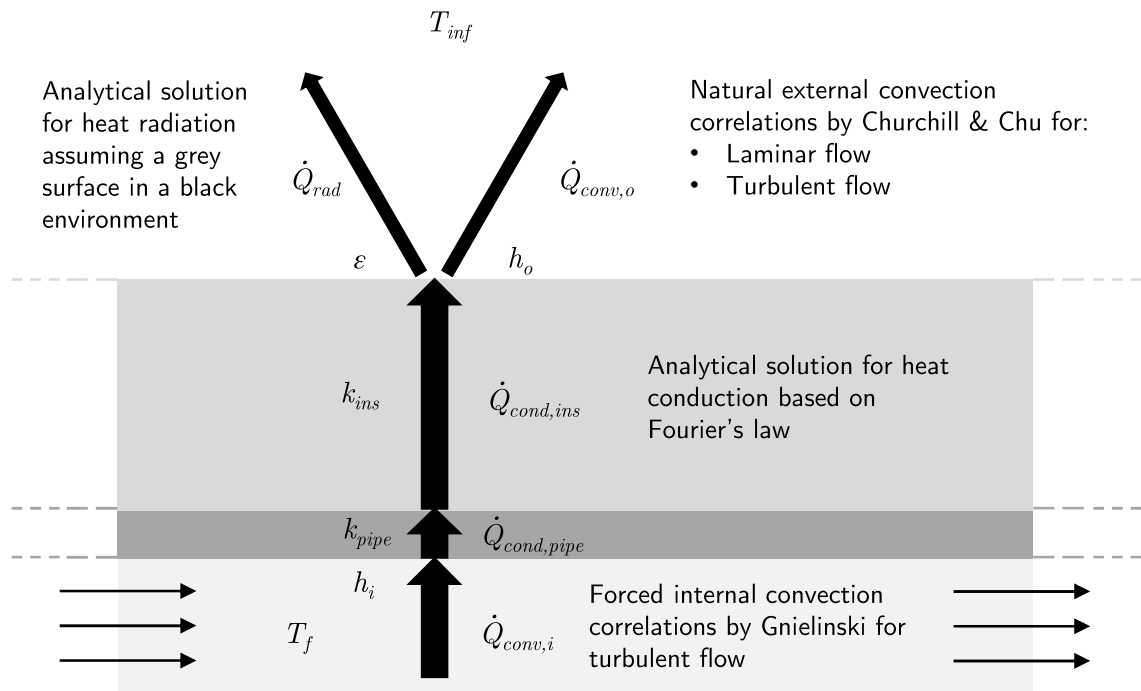 T_inf
Analytical solution
for heat radiation
assuming a grey
surface in a black
environment
Natural external convection
correlations by Churchill & Chu for:
• Laminar flow
• Turbulent flow
Q̇_rad
Q̇_conv,o
ε
h_o
Analytical solution for heat
conduction based on
Fourier's law
k_ins
Q̇_cond,ins
k_pipe
Q̇_cond,pipe
h_i
Forced internal convection
correlations by Gnielinski for
turbulent flow
T_f
Q̇_conv,i